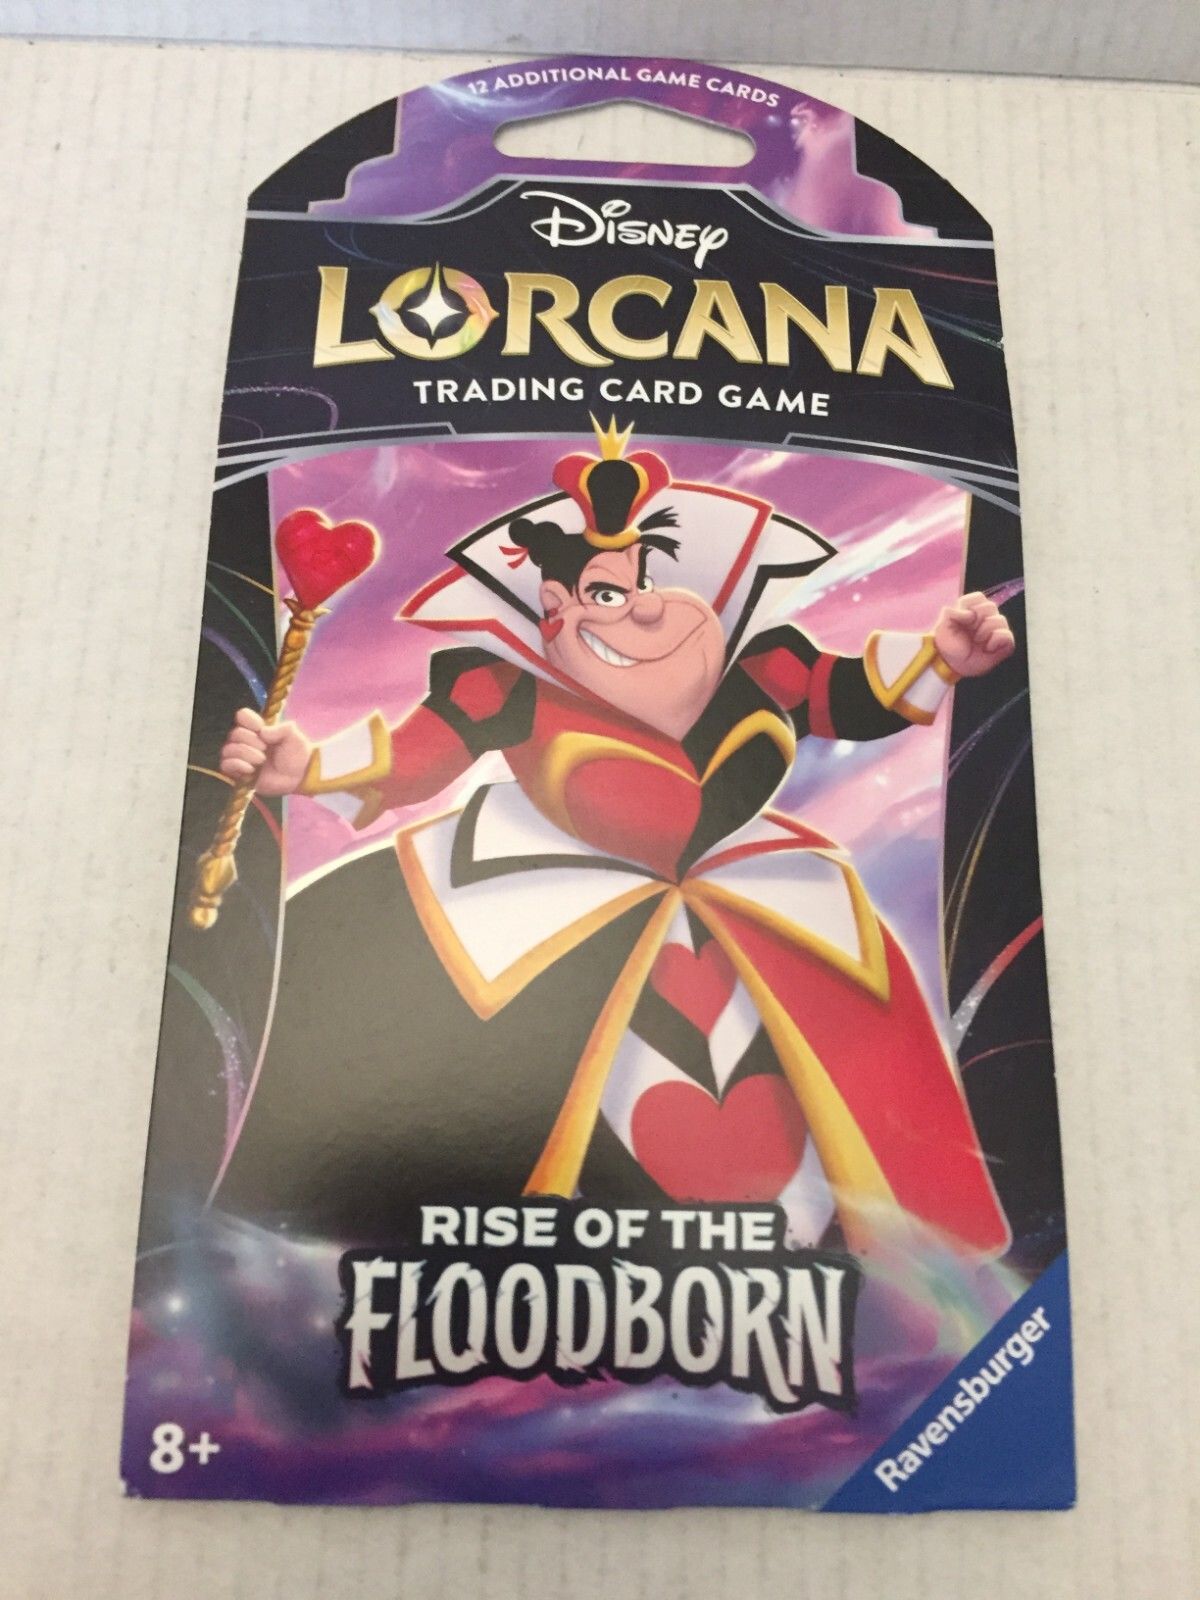 12 ADDITIONAL GAME CARDS
Disney
LORCANA
TRADING CARD GAME
RISE OF THE
FLOODBORN
8+
Ravensburger